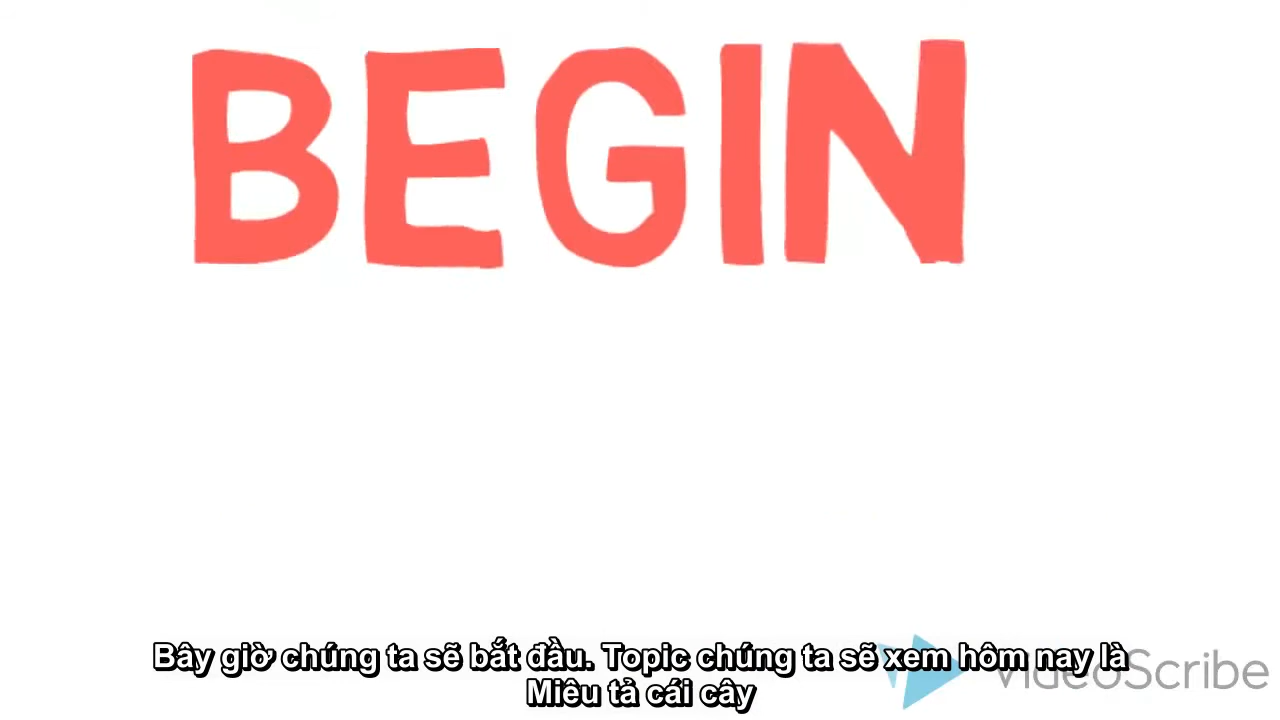 BEGIN
Bây giờ chúng ta sẽ bắt đầu. Topic chúng ta sẽ xem hôm nay là
Miêu tả cái cây
VideoScribe